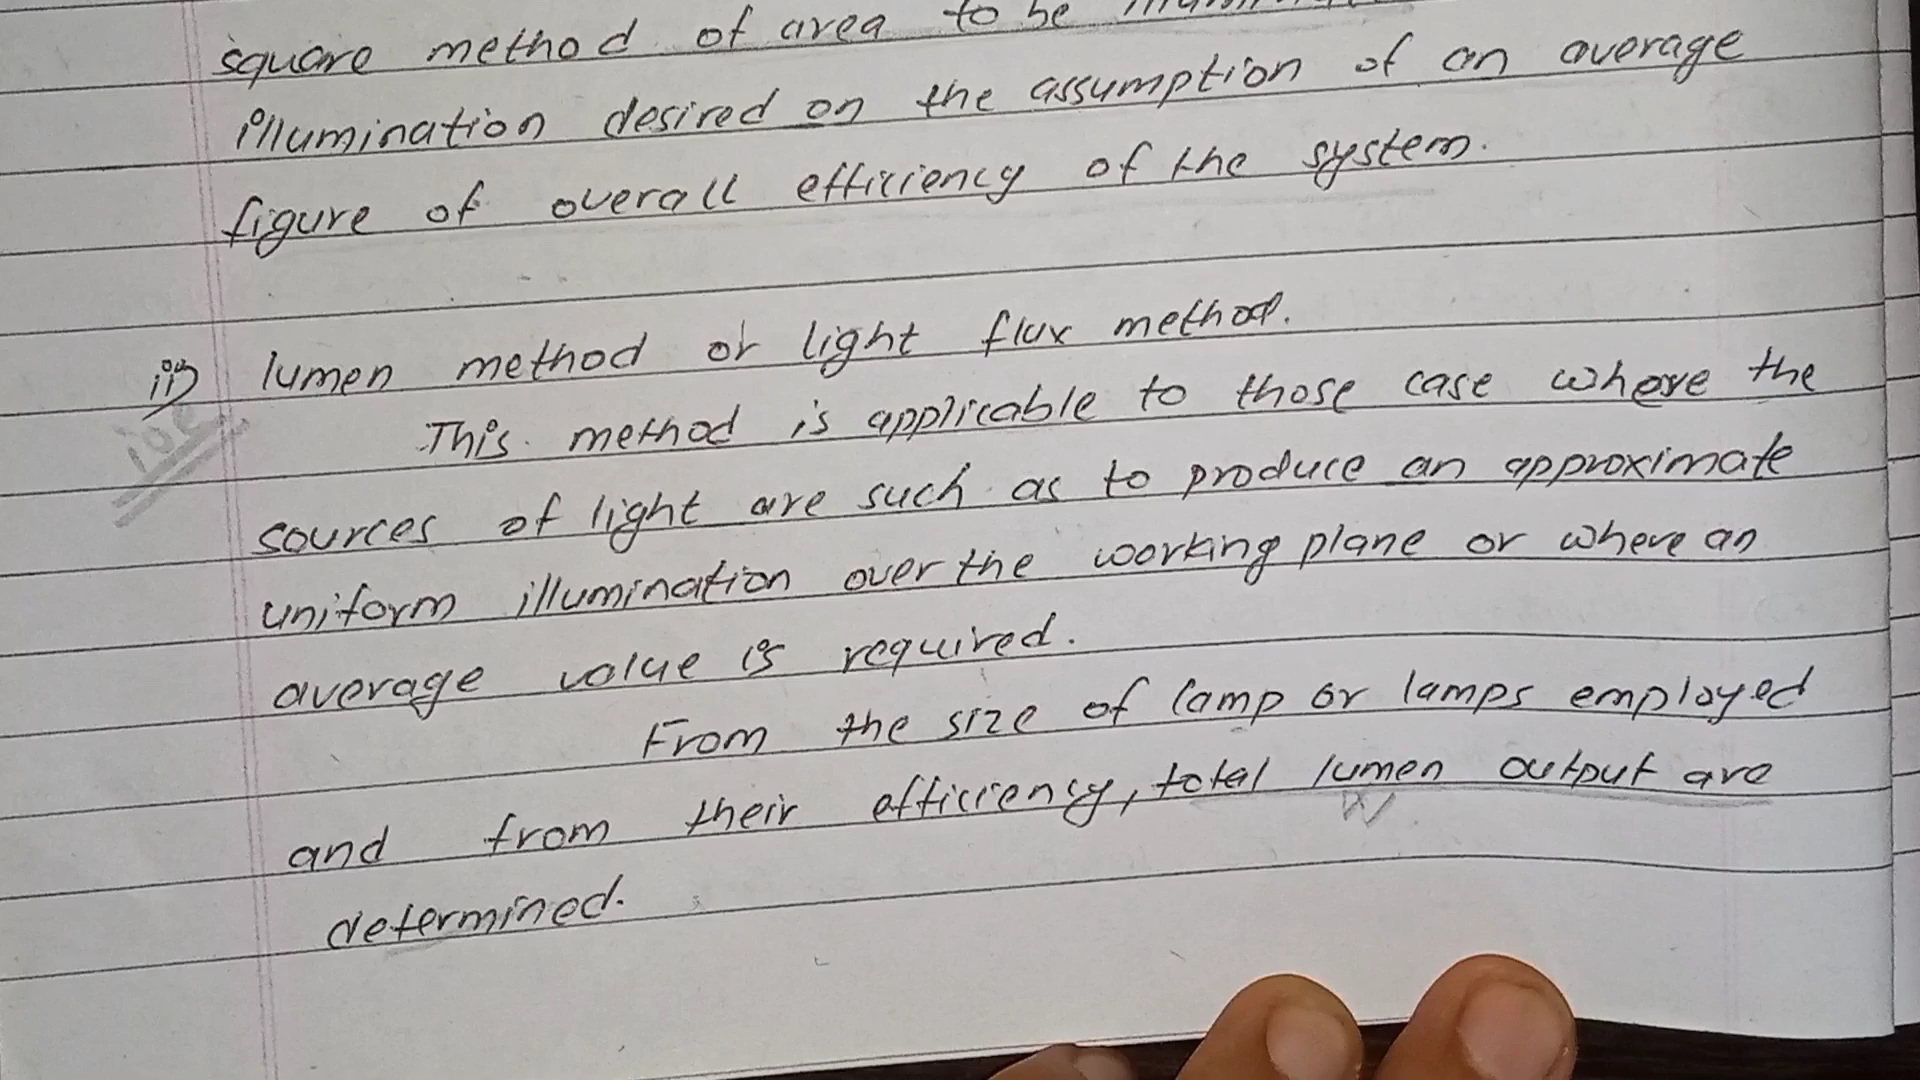 square method of area to be
illumination desired on the assumption of an average
figure of overall efficiency of the system.
ii) lumen method or light flux method.
This method is applicable to those case where the
sources of light are such as to produce an approximate
uniform illumination over the working plane or where an
average value is required.
From the size of lamp or lamps employed
and from their efficiency, total lumen output are
determined.